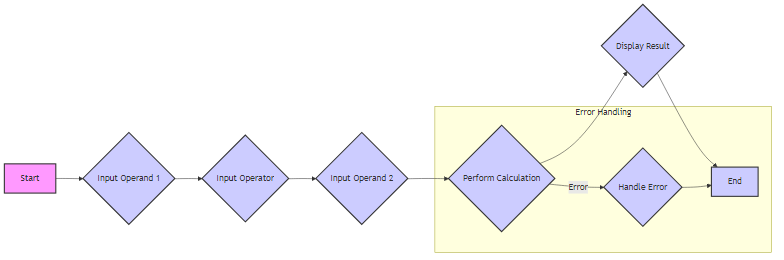 Start
Input Operand 1
Input Operator
Input Operand 2
Error Handling
Perform Calculation
Display Result
Error
Handle Error
End